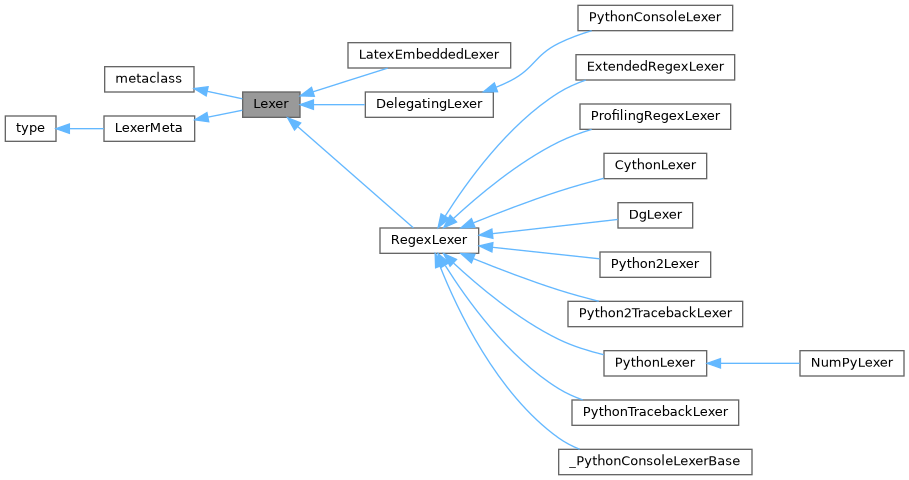 PythonConsoleLexer
LatexEmbeddedLexer
ExtendedRegexLexer
metaclass
Lexer
DelegatingLexer
ProfilingRegexLexer
type
LexerMeta
CythonLexer
DgLexer
RegexLexer
Python2Lexer
Python2TracebackLexer
PythonLexer
NumPyLexer
PythonTracebackLexer
_PythonConsoleLexerBase